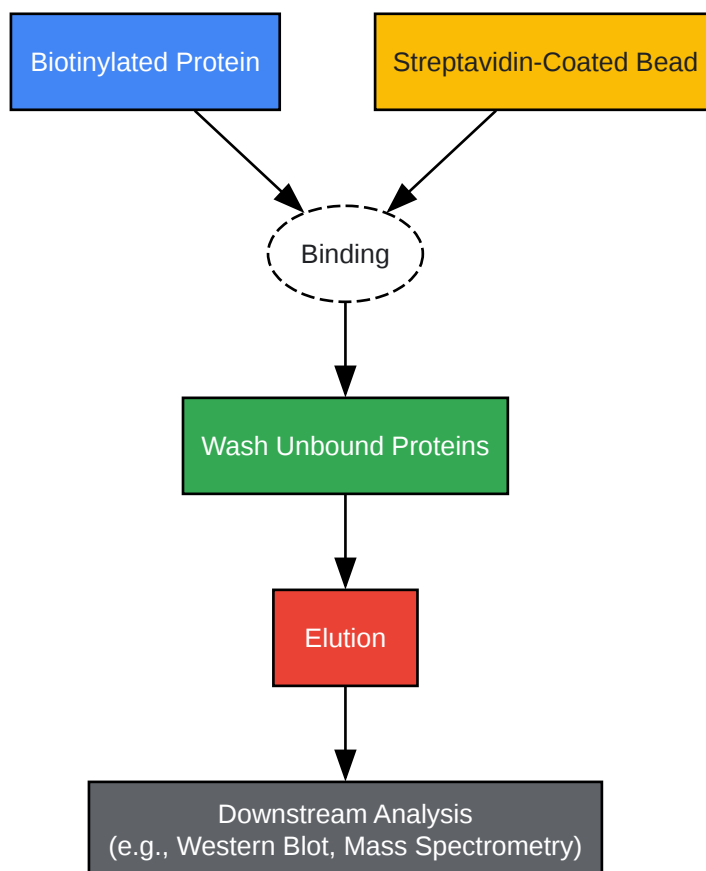 Biotinylated Protein
Streptavidin-Coated Bead
Binding
Wash Unbound Proteins
Elution
Downstream Analysis
(e.g., Western Blot, Mass Spectrometry)